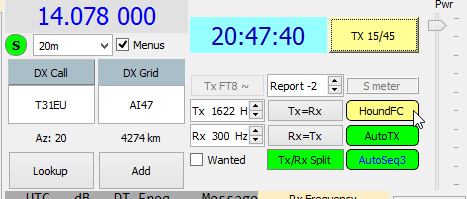 Pwr
14.078 000
20:47:40
TX 15/45
S
20m
Menus
DX Call
DX Grid
Tx FT8 ~
Report -2
S meter
T31EU
AI47
Tx 1622 Hz
Tx=Rx
HoundFC
Rx 300 Hz
Rx=Tx
AutoTX
Az: 20
4274 km
Wanted
Tx/Rx Split
AutoSeq3
Lookup
Add
UTC dB DT Freq Message
Rx Frequency